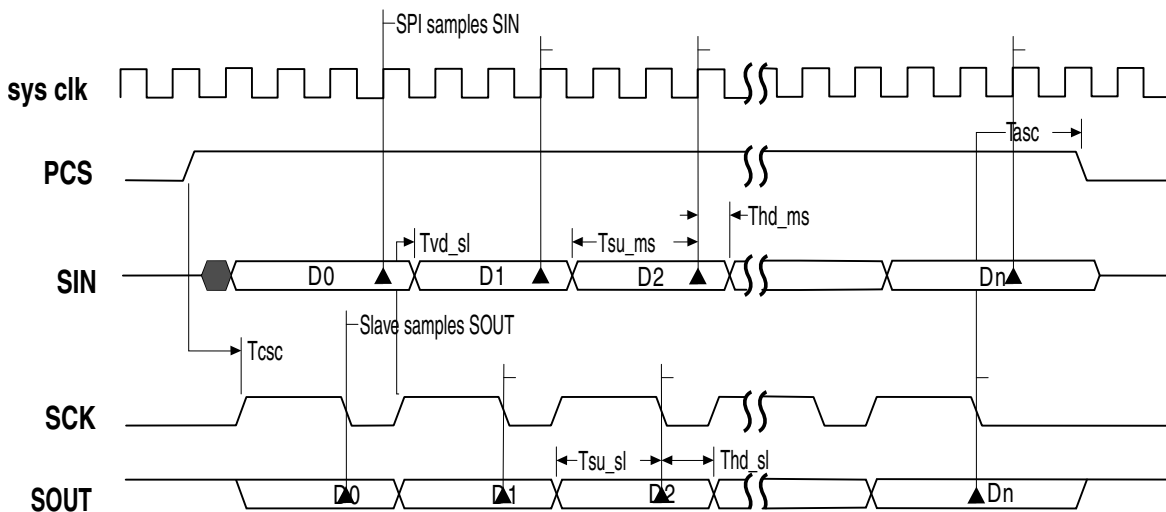 SPI samples SIN
sys clk
Tasc
PCS
Thd_ms
Tvd_sl
Tsu_ms
SIN
D0
D1
D2
Dn
Slave samples SOUT
Tcsc
SCK
Tsu_sl
Thd_sl
SOUT
D0
D1
D2
Dn